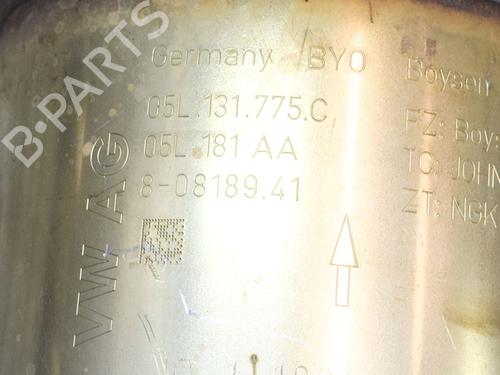 Germany BYO
05L.131.775.C
05L.181 AA
8-08189.41
VW AG
Boysen
FZ: Boy
TC: JOHN
ZT: NGK